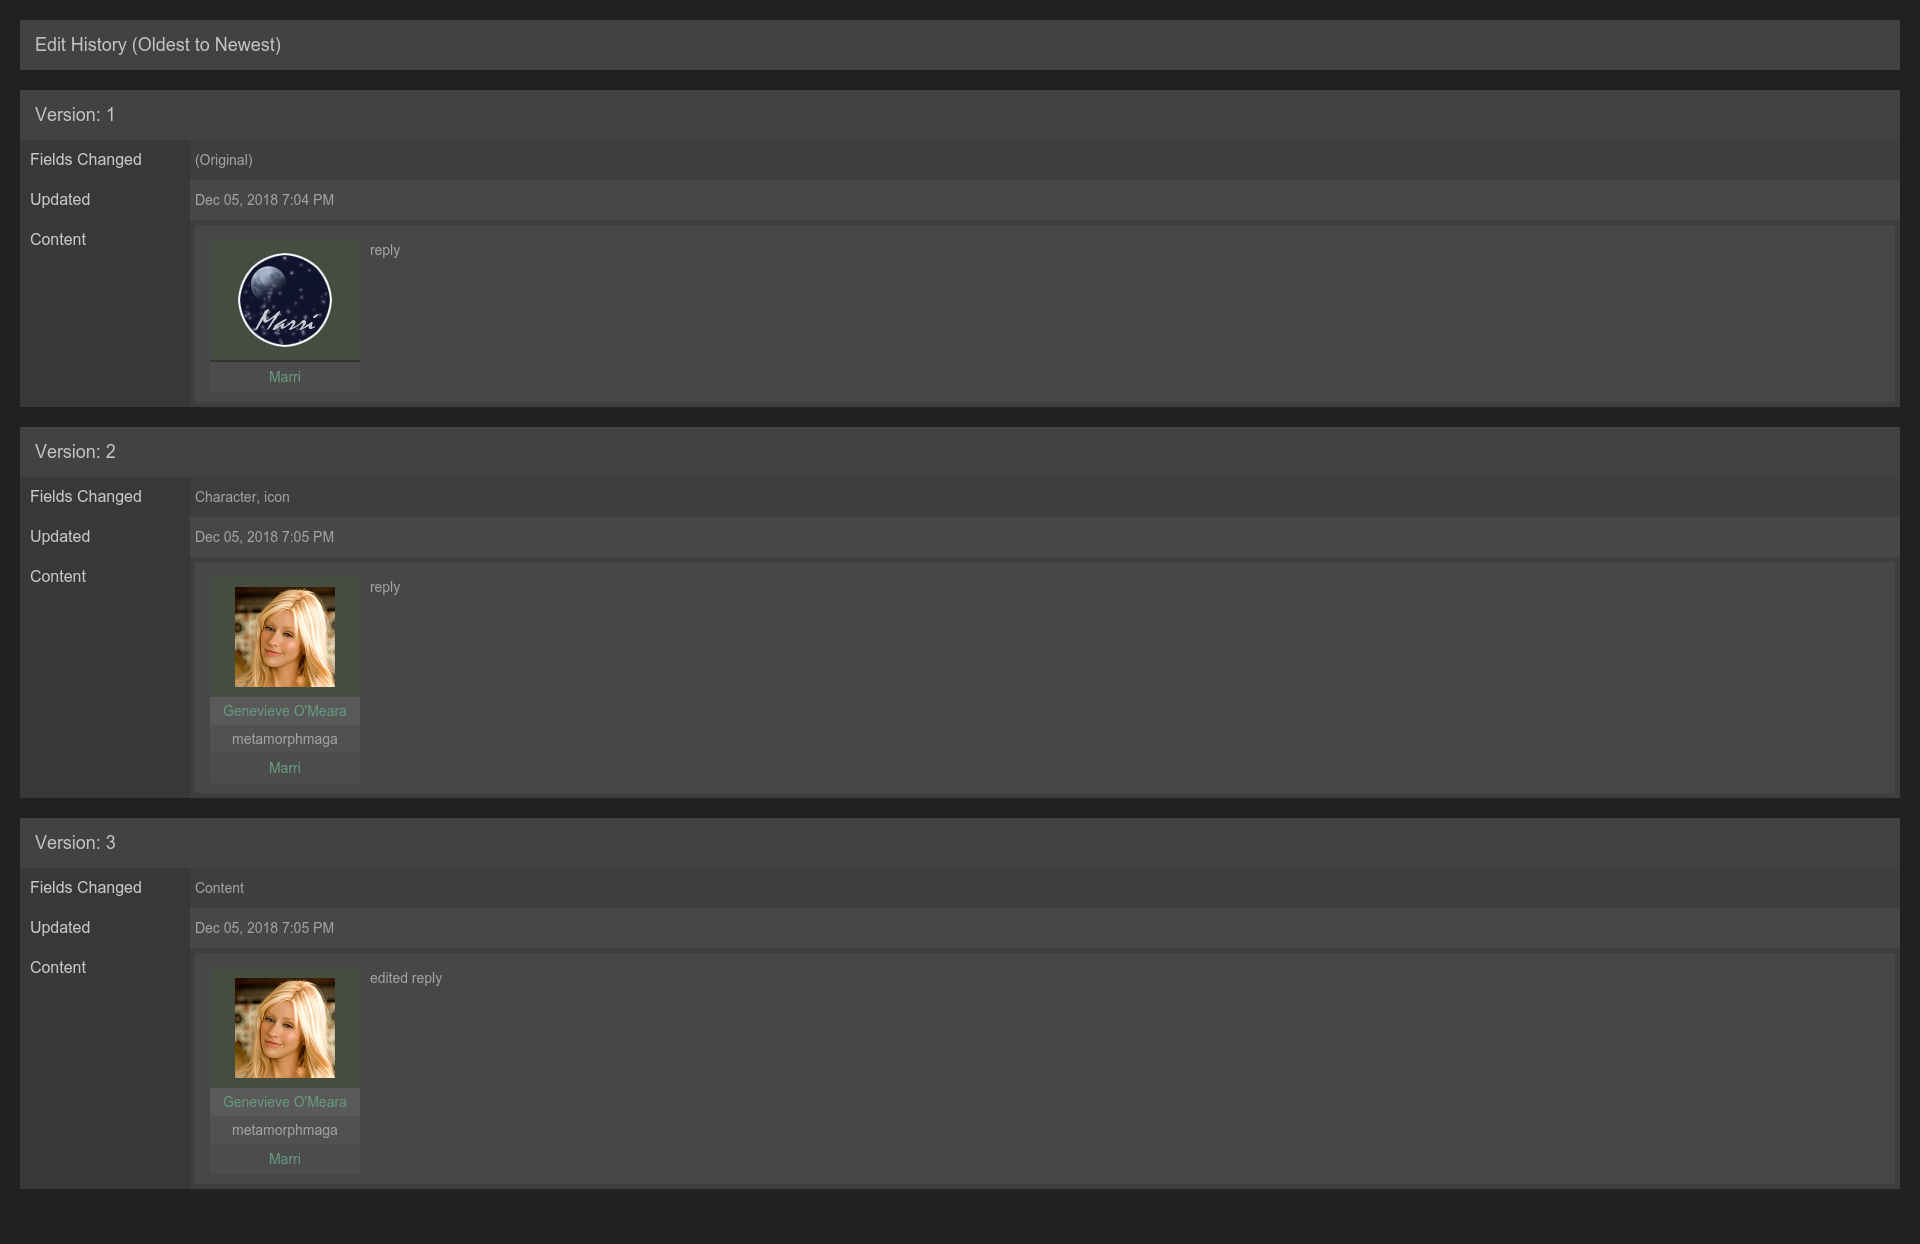 Edit History (Oldest to Newest)
Version: 1
Fields Changed
(Original)
Updated
Dec 05, 2018 7:04 PM
Content
Marri
reply
Marri
Version: 2
Fields Changed
Character, icon
Updated
Dec 05, 2018 7:05 PM
Content
reply
Genevieve O'Meara
metamorphmaga
Marri
Version: 3
Fields Changed
Content
Updated
Dec 05, 2018 7:05 PM
Content
edited reply
Genevieve O'Meara
metamorphmaga
Marri